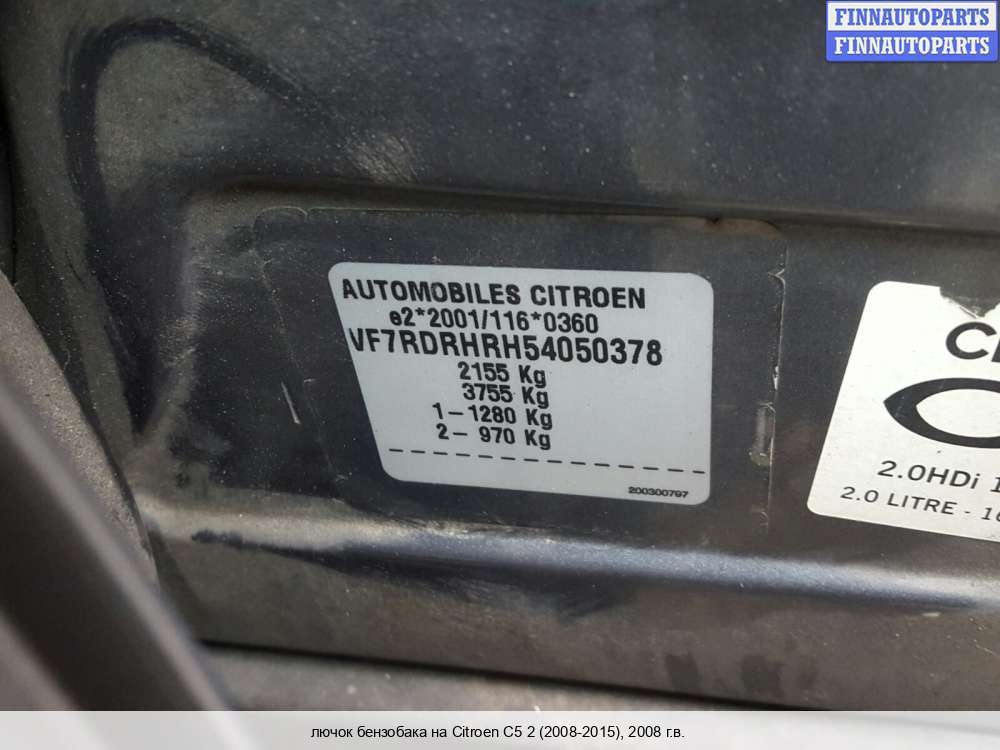 FINNAUTOPARTS
FINNAUTOPARTS
AUTOMOBILES CITROEN
e2*2001/116*0360
VF7RDRHRH54050378
2155 Kg
3755 Kg
1-1280 Kg
2- 970 Kg
200300797
2.0HDi
2.0 LITRE -
лючок бензобака на Citroen C5 2 (2008-2015), 2008 г.в.